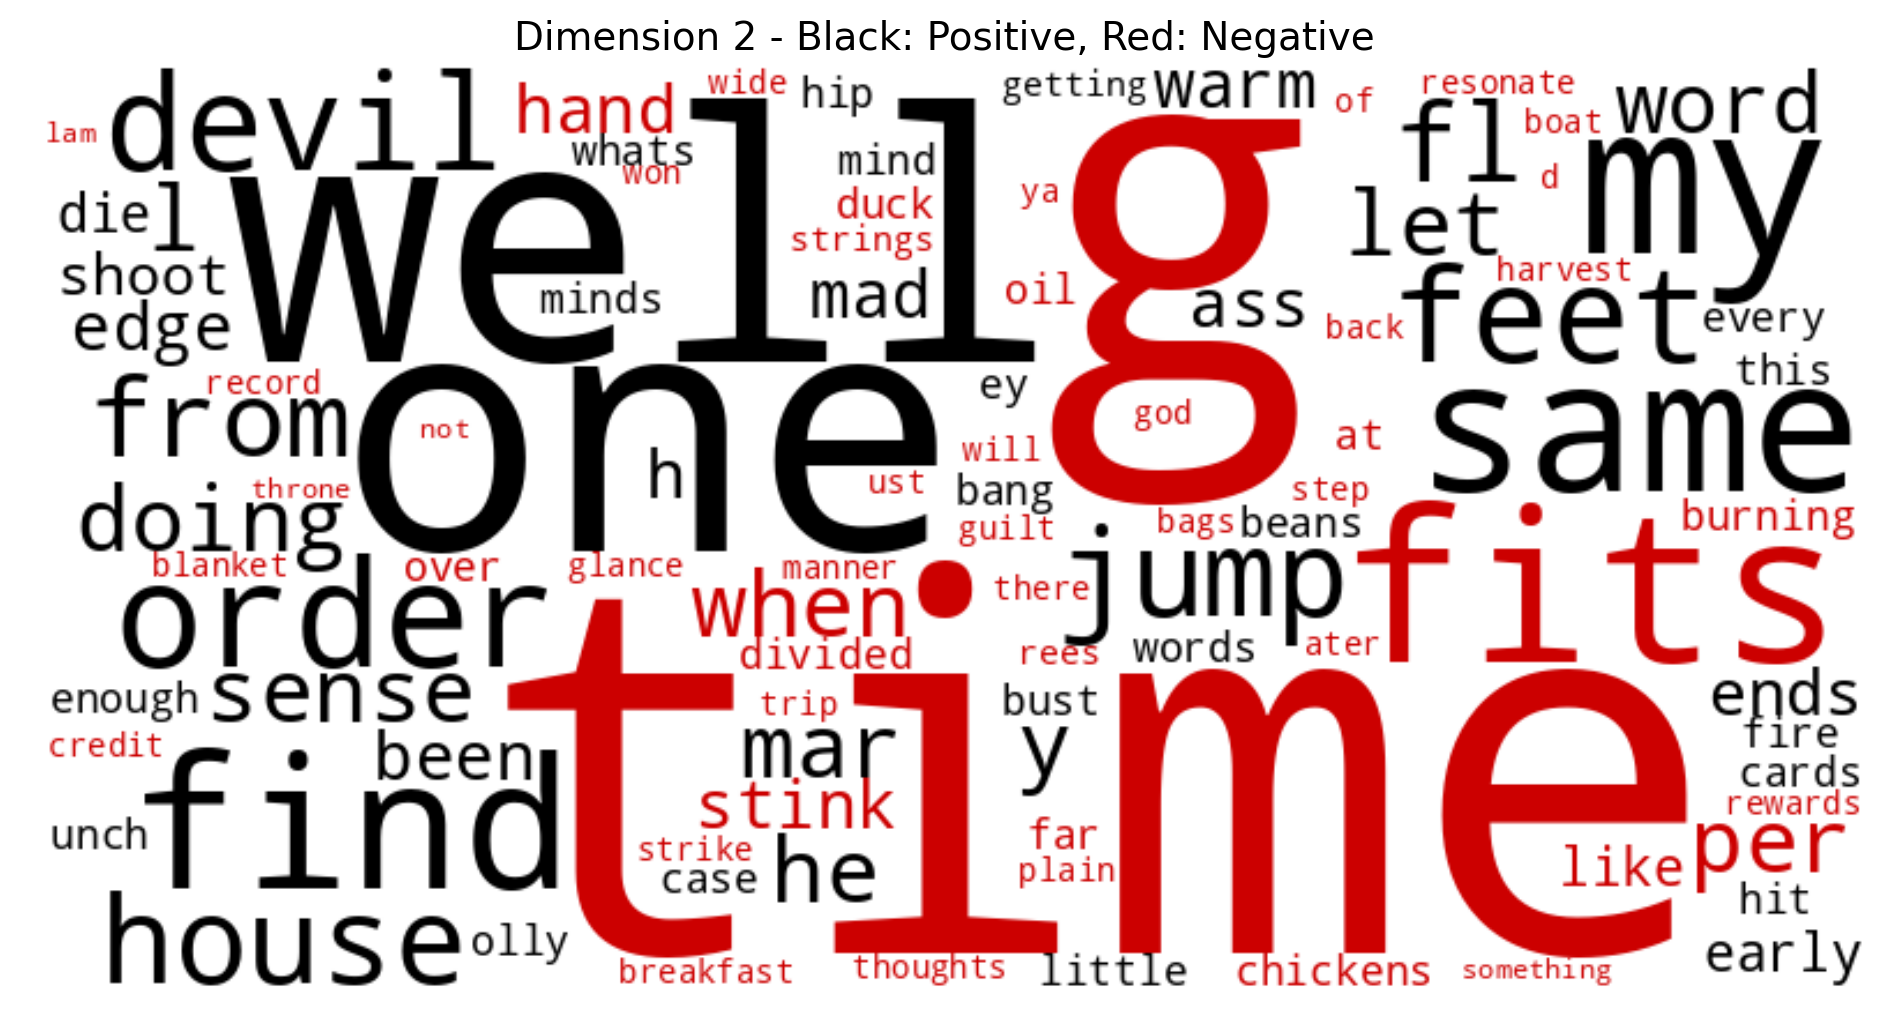 Dimension 2 - Black: Positive, Red: Negative
devil
hand
wide
hip
getting
warm
of
resonate
word
lam
well
whats
won
mind
duck
strings
ya
g
fl
boat
d
my
die
l
let
shoot
minds
mad
oil
ass
harvest
back
feet
every
edge
this
record
from
one
ey
god
same
not
h
will
at
throne
doing
ust
bang
guilt
step
bags
beans
fits
burning
blanket
over
glance
manner
there
jump
order
when
divided
rees
words
ater
enough
sense
time
trip
bust
ends
credit
been
mar
y
fire
find
stink
cards
unch
strike
case
he
far
plain
rewards
like
per
hit
house
olly
early
breakfast
thoughts
little
chickens
something